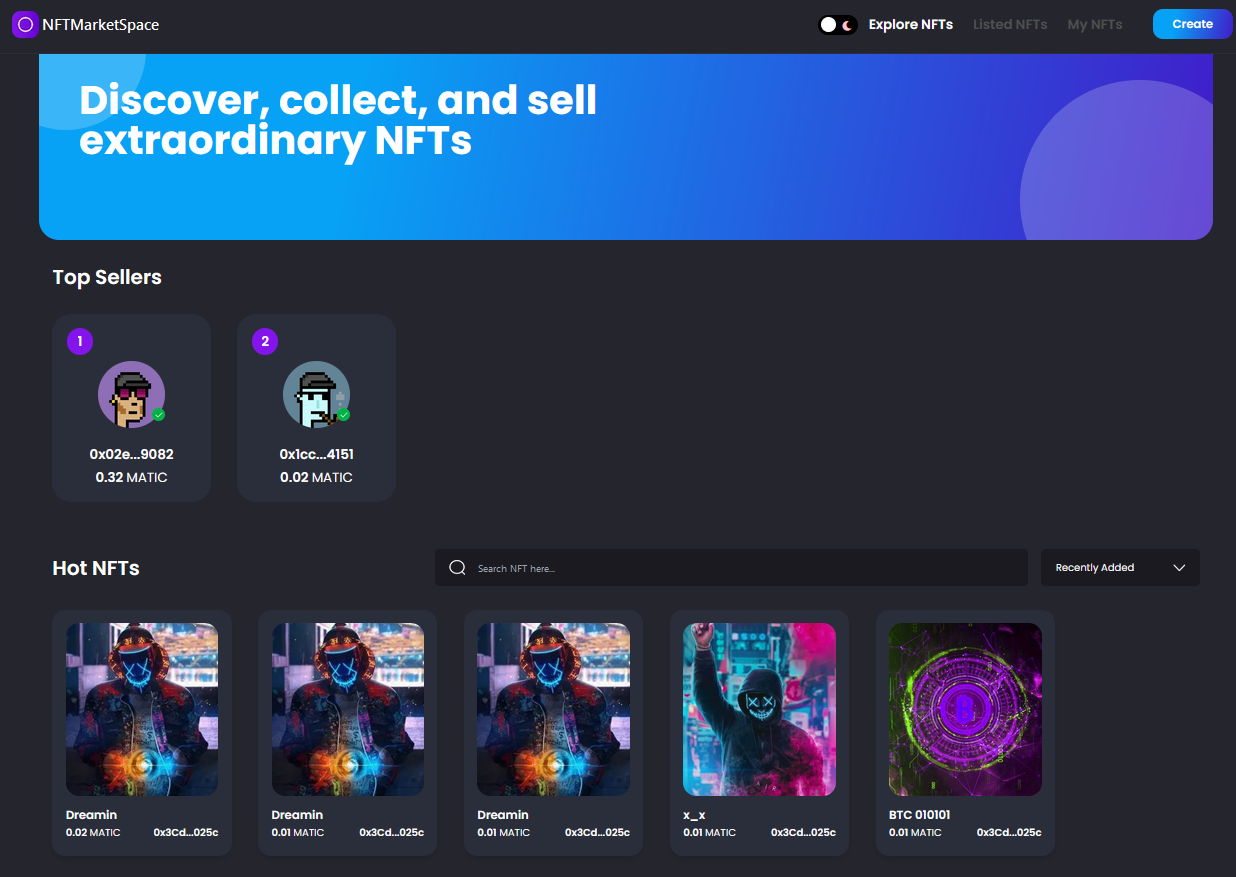 NFTMarketSpace
Explore NFTs
Listed NFTs
My NFTs
Create
Discover, collect, and sell
extraordinary NFTs
Top Sellers
1
2
0x02e...9082
0.32 MATIC
0x1cc...4151
0.02 MATIC
Hot NFTs
Search NFT here...
Recently Added
Dreamin
0.02 MATIC
0x3Cd...025c
Dreamin
0.01 MATIC
0x3Cd...025c
Dreamin
0.01 MATIC
0x3Cd...025c
x_x
0.01 MATIC
0x3Cd...025c
BTC 010101
0.01 MATIC
0x3Cd...025c